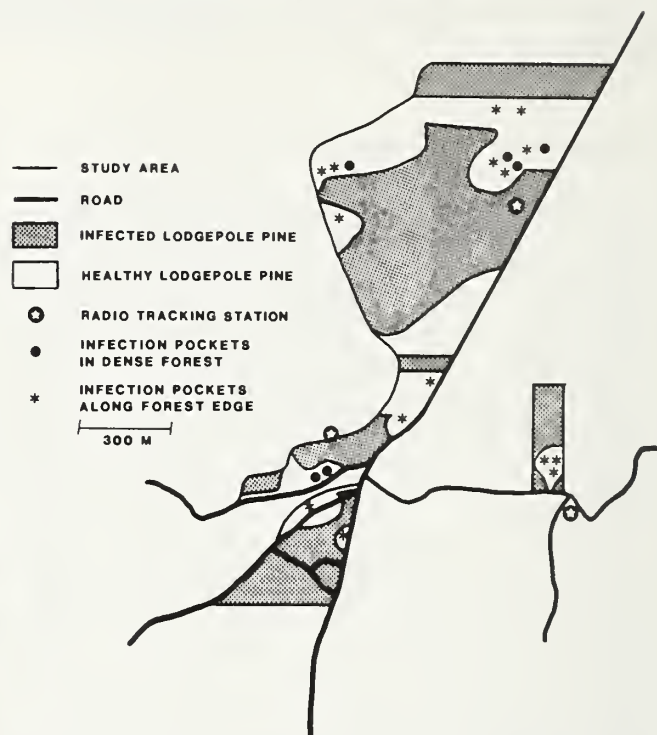 STUDY AREA
ROAD
INFECTED LODGEPOLE PINE
HEALTHY LODGEPOLE PINE
RADIO TRACKING STATION
INFECTION POCKETS
IN DENSE FOREST
INFECTION POCKETS
ALONG FOREST EDGE
300 M